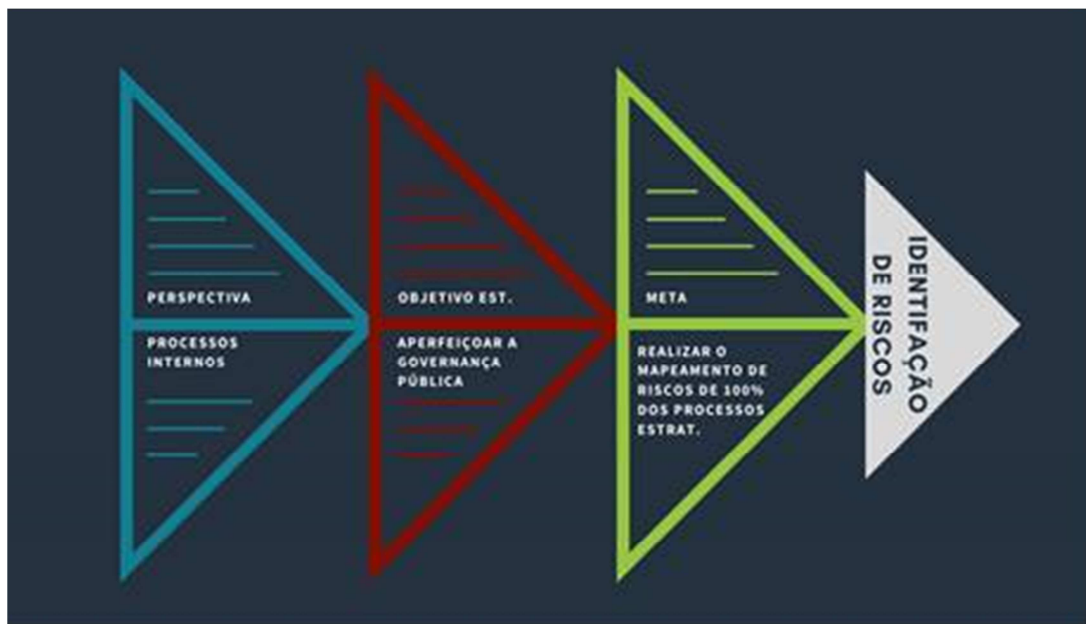 PERSPECTIVA
PROCESSOS
INTERNOS
OBJETIVO EST.
APERFEIÇOAR A
GOVERNANÇA
PÚBLICA
META
REALIZAR O
MAPEAMENTO DE
RISCOS DE 100%
DOS PROCESSOS
ESTRAT.
IDENTIFAÇÃO
DE RISCOS